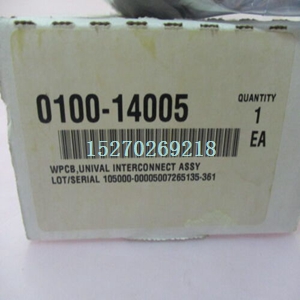 0100-14005
QUANTITY
1
EA
15270269218
WPCB,UNIVAL INTERCONNECT ASSY
LOT/SERIAL 105000-00005007265135-361